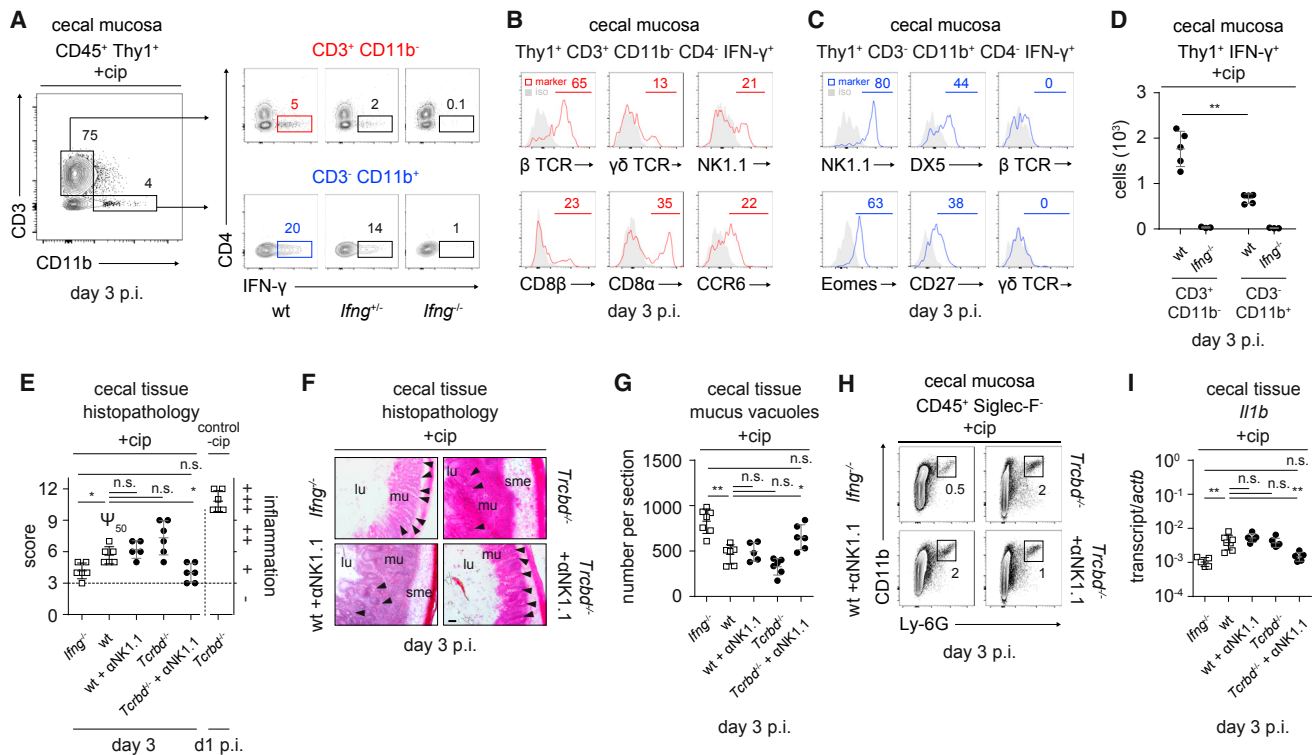 A
cecal mucosa
CD45⁺ Thy1⁺
+cip
CD3
75
4
CD11b
day 3 p.i.
CD3⁺ CD11b⁻
5
2
0.1
CD3⁻ CD11b⁺
20
14
1
CD4
IFN-γ
wt
Ifng⁺/⁻
Ifng⁻/⁻
B
cecal mucosa
Thy1⁺ CD3⁺ CD11b⁻ CD4⁻ IFN-γ⁺
marker
iso
65
13
21
β TCR
γδ TCR
NK1.1
23
35
22
CD8β
CD8α
CCR6
day 3 p.i.
C
cecal mucosa
Thy1⁺ CD3⁻ CD11b⁺ CD4⁻ IFN-γ⁺
marker
iso
80
44
0
NK1.1
DX5
β TCR
63
38
0
Eomes
CD27
γδ TCR
day 3 p.i.
D
cecal mucosa
Thy1⁺ IFN-γ⁺
+cip
**
cells (10³)
3
2
1
0
wt
Ifng⁻/⁻
wt
Ifng⁻/⁻
CD3⁺
CD11b⁻
CD3⁻
CD11b⁺
day 3 p.i.
E
cecal tissue
histopathology
+cip
control
-cip
n.s.
n.s.
* n.s. *
Ψ50
score
12
9
6
3
0
+++
++
+
-
inflammation
Ifng⁻/⁻
wt
wt + αNK1.1
Tcrbd⁻/⁻
Tcrbd⁻/⁻ + αNK1.1
Tcrbd⁻/⁻
day 3
d1 p.i.
F
cecal tissue
histopathology
+cip
Ifng⁻/⁻
lu
mu
lu
mu
sme
Trcbd⁻/⁻
wt +αNK1.1
lu
mu
sme
lu
mu
Trcbd⁻/⁻
+αNK1.1
day 3 p.i.
G
cecal tissue
mucus vacuoles
+cip
n.s.
n.s.
** n.s. *
number per section
1500
1000
500
0
Ifng⁻/⁻
wt
wt + αNK1.1
Tcrbd⁻/⁻
Tcrbd⁻/⁻ + αNK1.1
day 3 p.i.
H
cecal mucosa
CD45⁺ Siglec-F⁻
+cip
Ifng⁻/⁻
0.5
2
Trcbd⁻/⁻
wt +αNK1.1
2
1
Trcbd⁻/⁻
+αNK1.1
CD11b
Ly-6G
day 3 p.i.
I
cecal tissue
Il1b
+cip
n.s.
n.s.
** n.s. **
transcript/actb
10⁰
10⁻¹
10⁻²
10⁻³
10⁻⁴
Ifng⁻/⁻
wt
wt + αNK1.1
Tcrbd⁻/⁻
Tcrbd⁻/⁻ + αNK1.1
day 3 p.i.